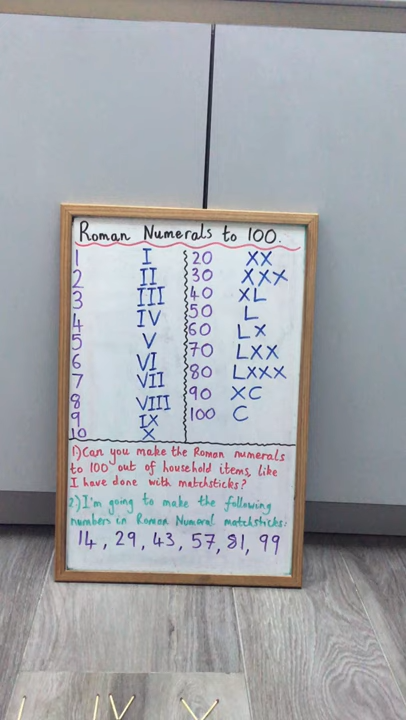 Roman Numerals to 100.
1 I
2 II
3 III
4 IV
5 V
6 VI
7 VII
8 VIII
9 IX
10 X
20 XX
30 XXX
40 XL
50 L
60 LX
70 LXX
80 LXXX
90 XC
100 C
1) Can you make the Roman numerals
to 100 out of household items, like
I have done with matchsticks?
2) I'm going to make the following
numbers in Roman Numeral matchsticks:
14, 29, 43, 57, 81, 99
I IV V